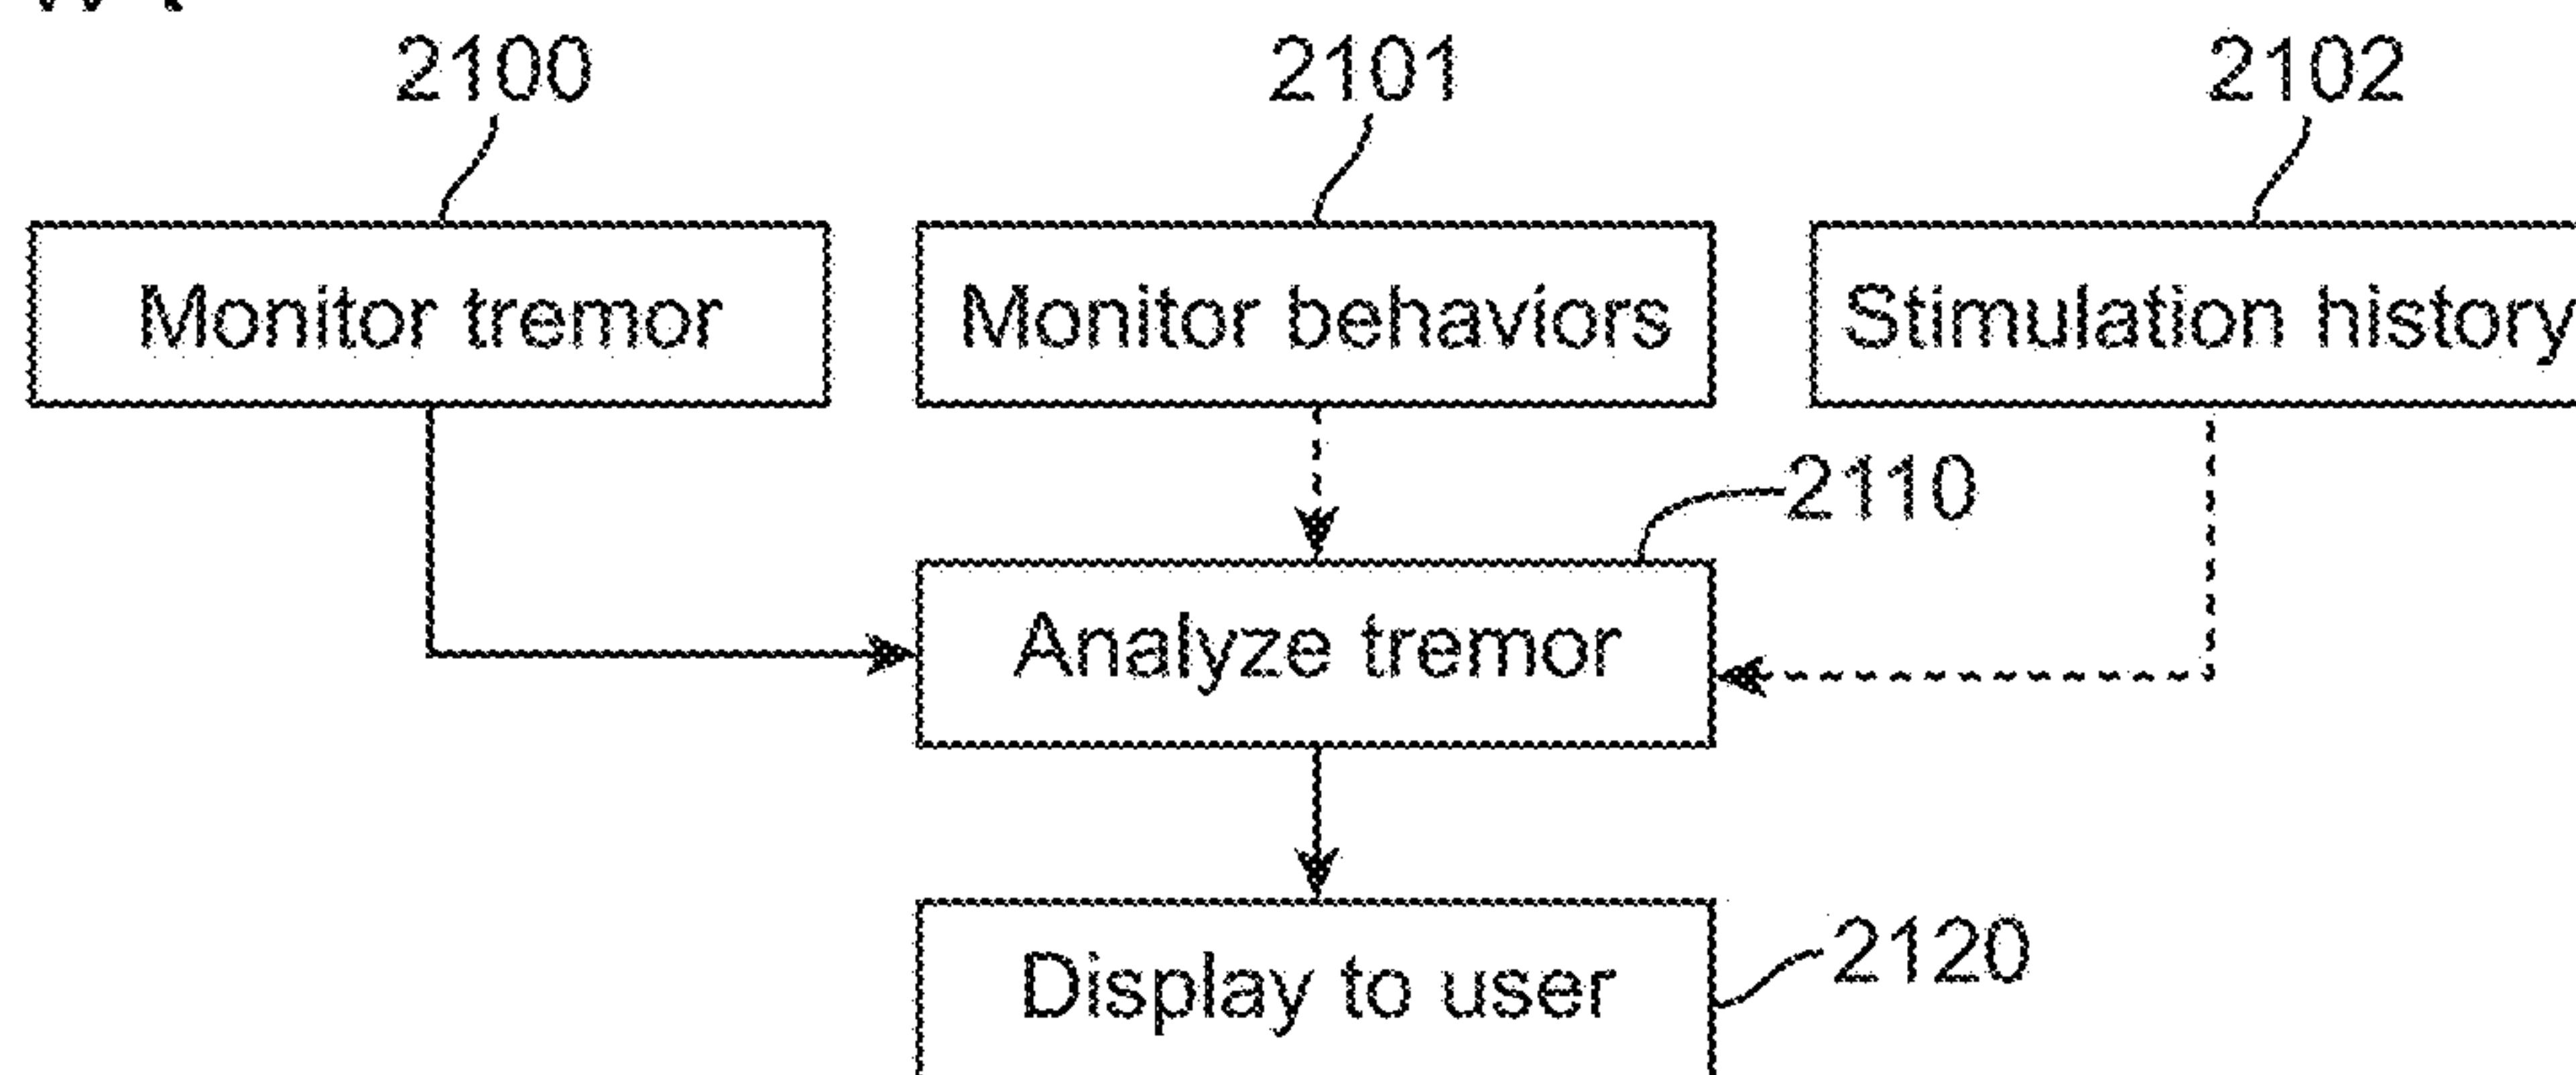 2100
2101
2102
Monitor tremor
Monitor behaviors
Stimulation history
2110
Analyze tremor
Display to user
2120